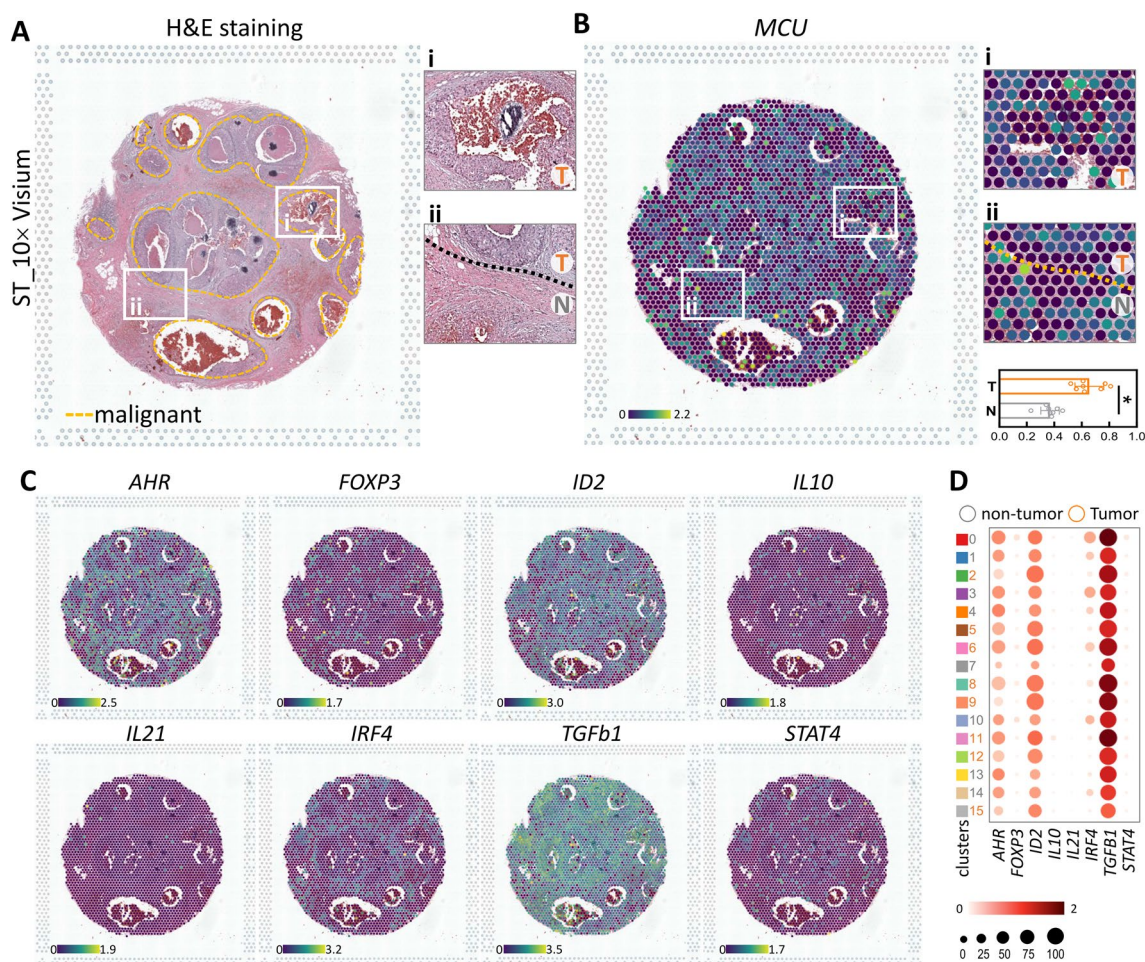 A
H&E staining
ST_10× Visium
i
ii
malignant
i
T
ii
T
N
B
MCU
i
ii
0
2.2
i
T
ii
T
N
T
N
*
0.0 0.2 0.4 0.6 0.8 1.0
C
AHR
FOXP3
ID2
IL10
0 2.5
0 1.7
0 3.0
0 1.8
IL21
IRF4
TGFb1
STAT4
0 1.9
0 3.2
0 3.5
0 1.7
D
non-tumor Tumor
0
1
2
3
4
5
6
7
8
9
10
11
12
13
14
15
clusters
AHR
FOXP3
ID2
IL10
IL21
IRF4
TGFB1
STAT4
0 2
0 25 50 75 100